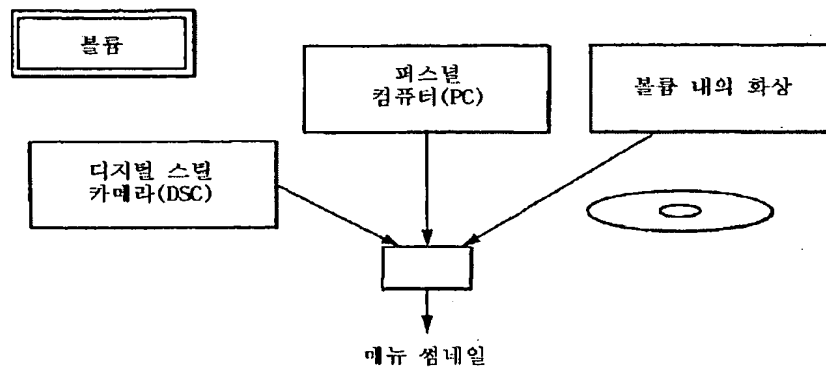 볼륨
퍼스널
컴퓨터(PC)
볼륨 내의 화상
디지털 스틸
카메라(DSC)
메뉴 썸네일